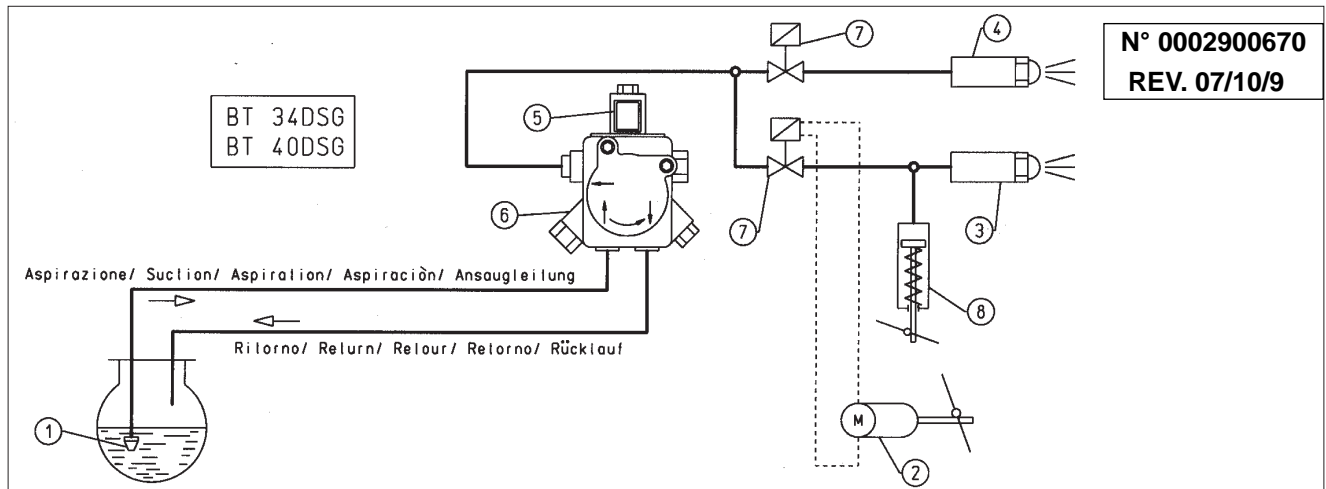 N° 0002900670
REV. 07/10/9
BT 34DSG
BT 40DSG
7
4
5
6
7
3
8
Aspirazione/ Suction/ Aspiration/ Aspiraciòn/ Ansaugleilung
Ritorno/ Return/ Retour/ Retorno/ Rücklauf
1
M
2